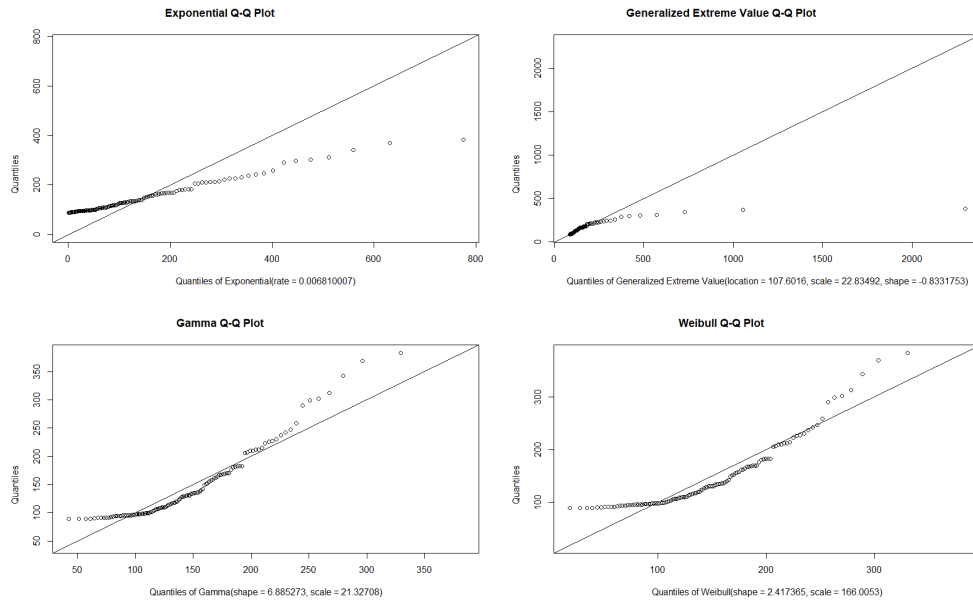 Exponential Q-Q Plot
Quantiles
800
600
400
200
0
0 200 400 600 800
Quantiles of Exponential(rate = 0.006810007)
Generalized Extreme Value Q-Q Plot
Quantiles
2000
1500
1000
500
0
0 500 1000 1500 2000
Quantiles of Generalized Extreme Value(location = 107.6016, scale = 22.83492, shape = -0.8331753)
Gamma Q-Q Plot
Quantiles
350
300
250
200
150
100
50
50 100 150 200 250 300 350
Quantiles of Gamma(shape = 6.885273, scale = 21.32708)
Weibull Q-Q Plot
Quantiles
300
200
100
100 200 300
Quantiles of Weibull(shape = 2.417365, scale = 166.0053)